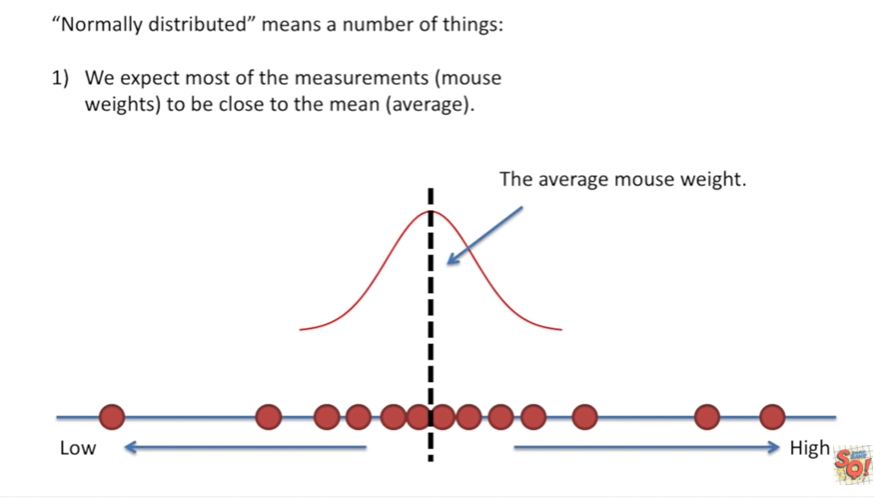 “Normally distributed” means a number of things:
1) We expect most of the measurements (mouse
weights) to be close to the mean (average).
The average mouse weight.
Low
High
SQ!